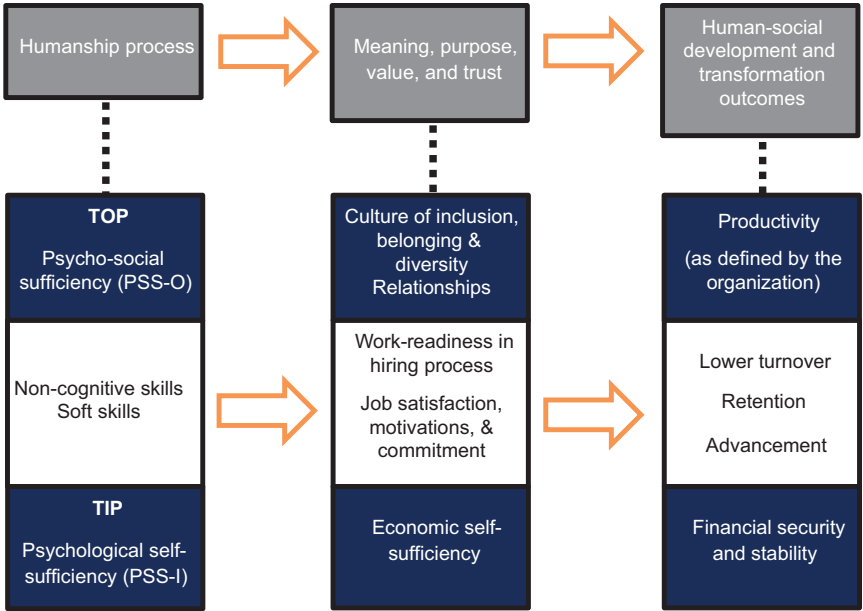 Humanship process
Meaning, purpose,
value, and trust
Human-social
development and
transformation
outcomes
TOP
Psycho-social
sufficiency (PSS-O)
Culture of inclusion,
belonging &
diversity
Relationships
Productivity
(as defined by the
organization)
Non-cognitive skills
Soft skills
Work-readiness in
hiring process
Job satisfaction,
motivations, &
commitment
Lower turnover
Retention
Advancement
TIP
Psychological self-
sufficiency (PSS-I)
Economic self-
sufficiency
Financial security
and stability